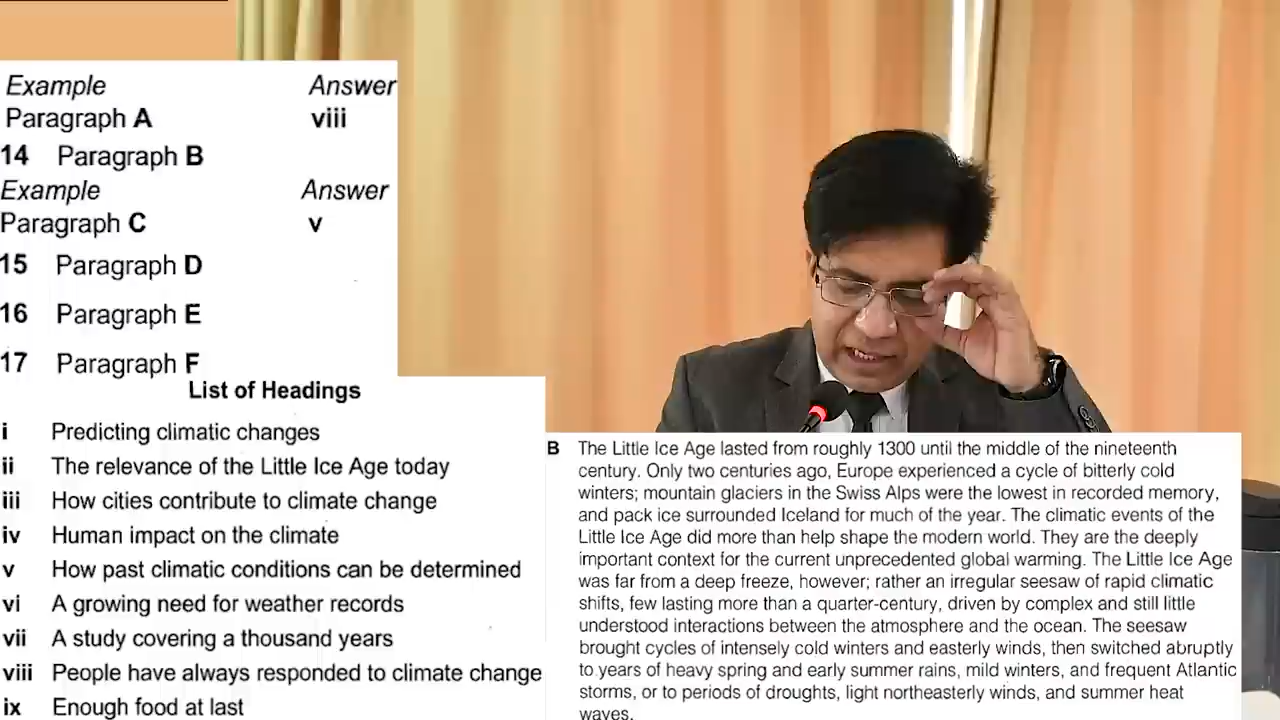 Example Answer
Paragraph A viii
14 Paragraph B
Example Answer
Paragraph C v
15 Paragraph D
16 Paragraph E
17 Paragraph F
List of Headings
i Predicting climatic changes
ii The relevance of the Little Ice Age today
iii How cities contribute to climate change
iv Human impact on the climate
v How past climatic conditions can be determined
vi A growing need for weather records
vii A study covering a thousand years
viii People have always responded to climate change
ix Enough food at last
B The Little Ice Age lasted from roughly 1300 until the middle of the nineteenth
century. Only two centuries ago, Europe experienced a cycle of bitterly cold
winters; mountain glaciers in the Swiss Alps were the lowest in recorded memory,
and pack ice surrounded Iceland for much of the year. The climatic events of the
Little Ice Age did more than help shape the modern world. They are the deeply
important context for the current unprecedented global warming. The Little Ice Age
was far from a deep freeze, however; rather an irregular seesaw of rapid climatic
shifts, few lasting more than a quarter-century, driven by complex and still little
understood interactions between the atmosphere and the ocean. The seesaw
brought cycles of intensely cold winters and easterly winds, then switched abruptly
to years of heavy spring and early summer rains, mild winters, and frequent Atlantic
storms, or to periods of droughts, light northeasterly winds, and summer heat
waves.